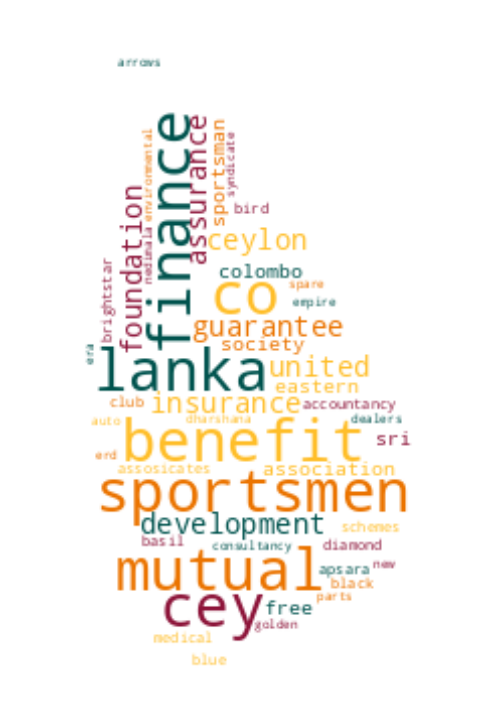 arrows
finance
assurance
sportsman
syndicate
environmental
nedimala
foundation
brightstar
era
bird
ceylon
colombo
co
spare
empire
guarantee
society
lanka
united
eastern
club
insurance
accountancy
auto
dharshana
dealers
benefit
sri
erd
assosicates
association
sportsmen
development
schemes
basil
consultancy
diamond
mutual
apsara
new
black
parts
cey
free
golden
medical
blue